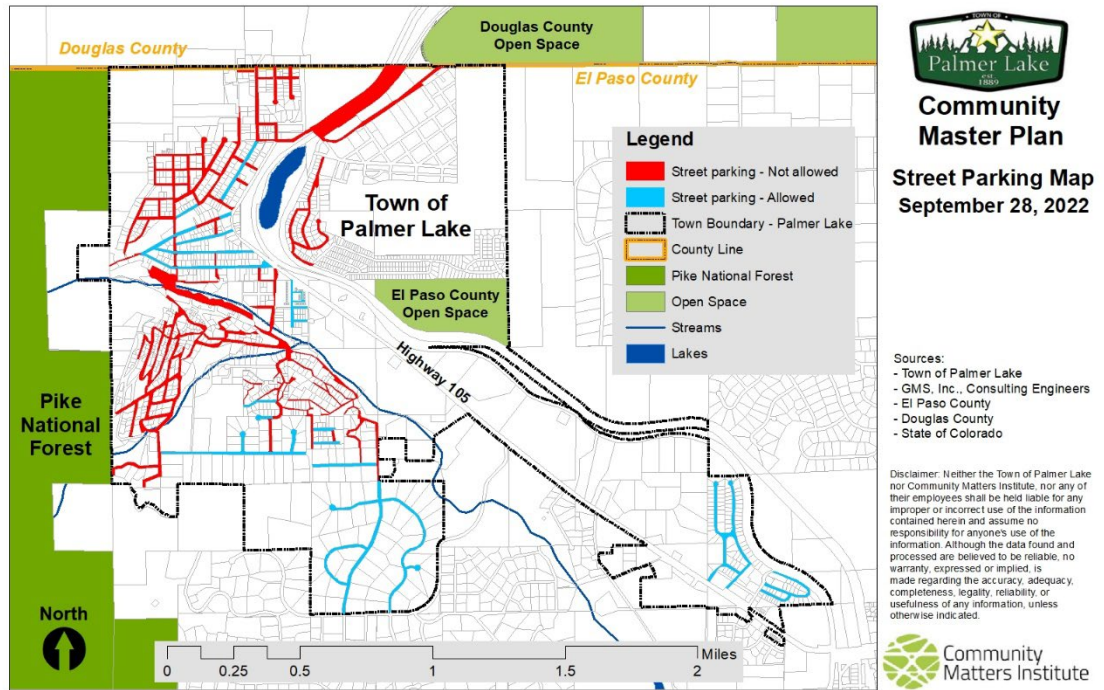 Douglas County
Douglas County
Open Space
El Paso County
Town of
Palmer Lake
El Paso County
Open Space
Highway 105
Pike
National
Forest
North
Legend
Street parking - Not allowed
Street parking - Allowed
Town Boundary - Palmer Lake
County Line
Pike National Forest
Open Space
Streams
Lakes
Miles
0 0.25 0.5 1 1.5 2
TOWN OF
Palmer Lake
est.
1889
Community
Master Plan
Street Parking Map
September 28, 2022
Sources:
- Town of Palmer Lake
- GMS, Inc., Consulting Engineers
- El Paso County
- Douglas County
- State of Colorado
Disclaimer: Neither the Town of Palmer Lake
nor Community Matters Institute, nor any of
their employees shall be held liable for any
improper or incorrect use of the information
contained herein and assume no
responsibility for anyone's use of the
information. Although the data found and
processed are believed to be reliable, no
warranty, expressed or implied, is
made regarding the accuracy, adequacy,
completeness, legality, reliability, or
usefulness of any information, unless
otherwise indicated.
Community
Matters Institute